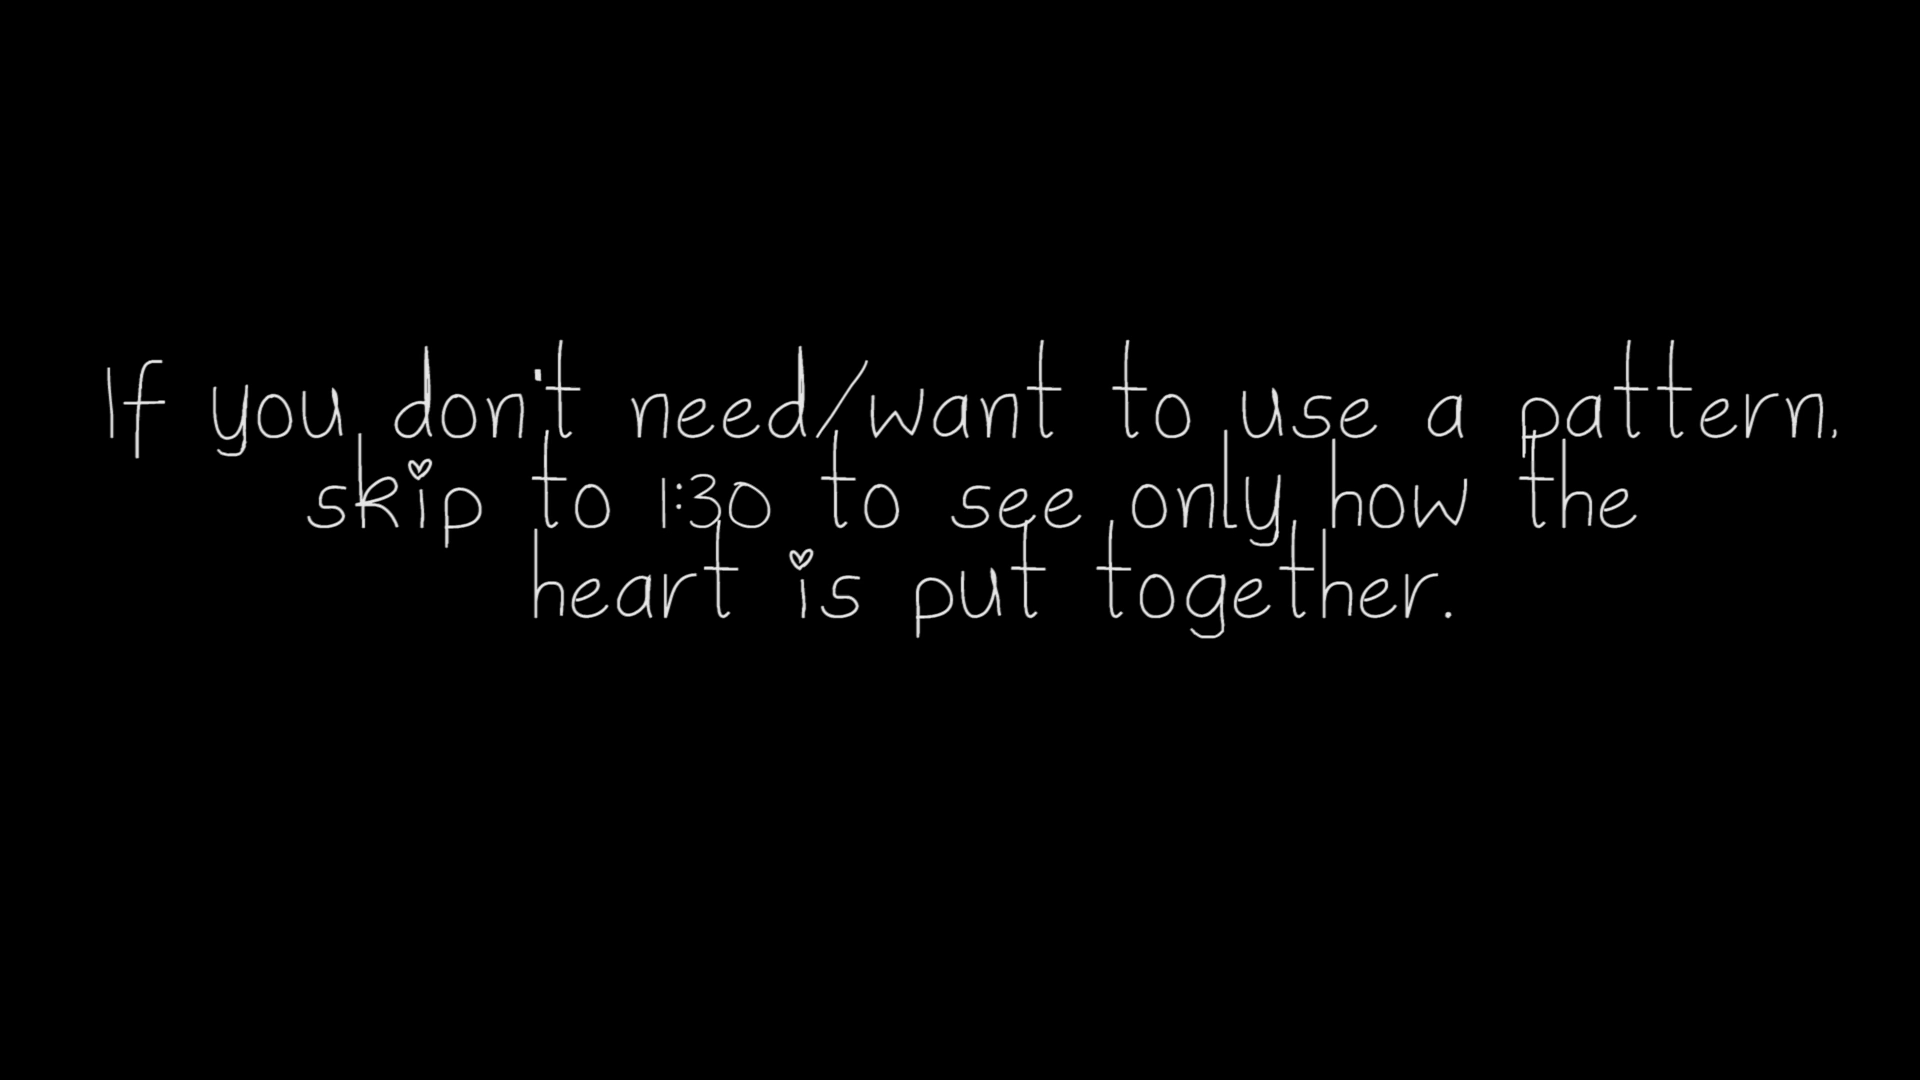 If you don't need/want to use a pattern,
skip to 1:30 to see only how the
heart is put together.